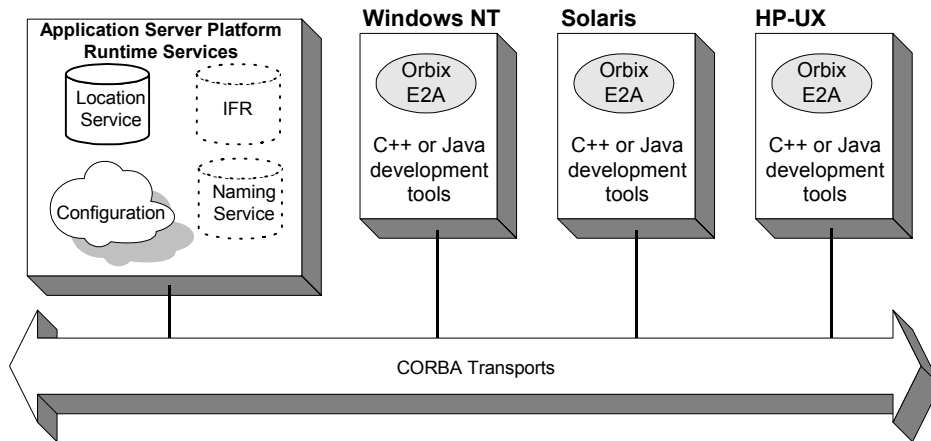 Application Server Platform
Runtime Services
Location
Service
IFR
Configuration
Naming
Service
Windows NT
Orbix
E2A
C++ or Java
development
tools
Solaris
Orbix
E2A
C++ or Java
development
tools
HP-UX
Orbix
E2A
C++ or Java
development
tools
CORBA Transports